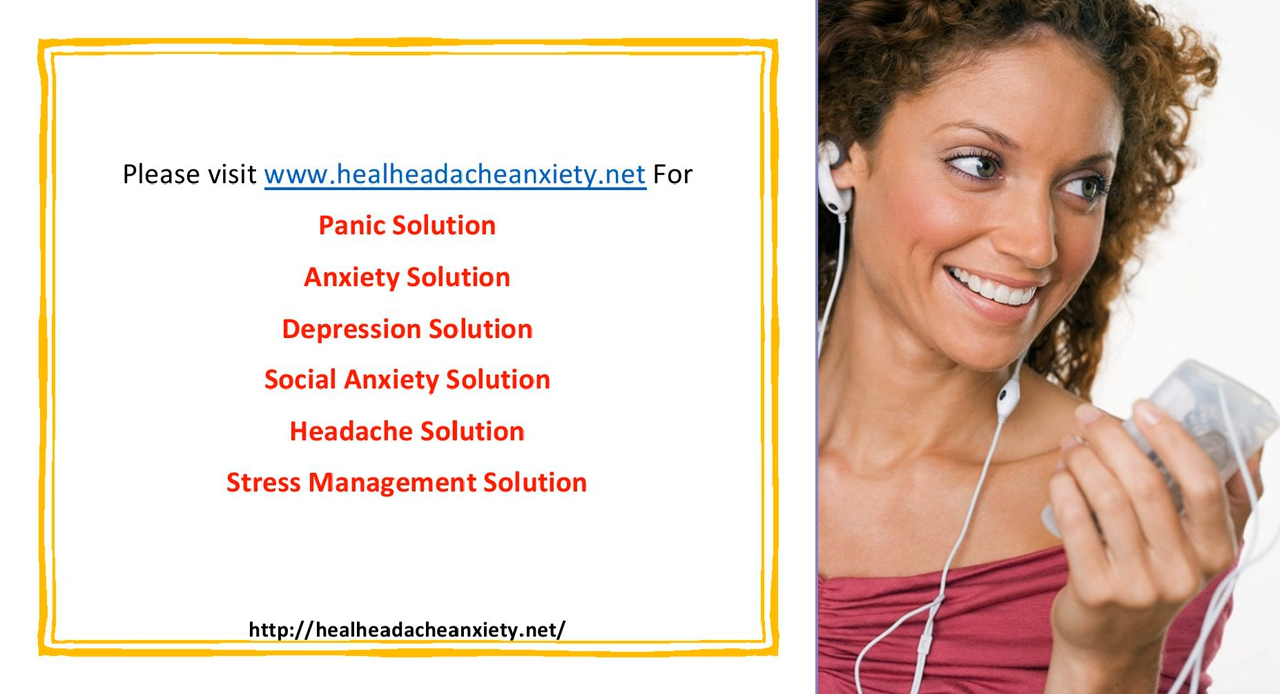 Please visit www.healheadacheanxiety.net For
Panic Solution
Anxiety Solution
Depression Solution
Social Anxiety Solution
Headache Solution
Stress Management Solution
http://healheadacheanxiety.net/